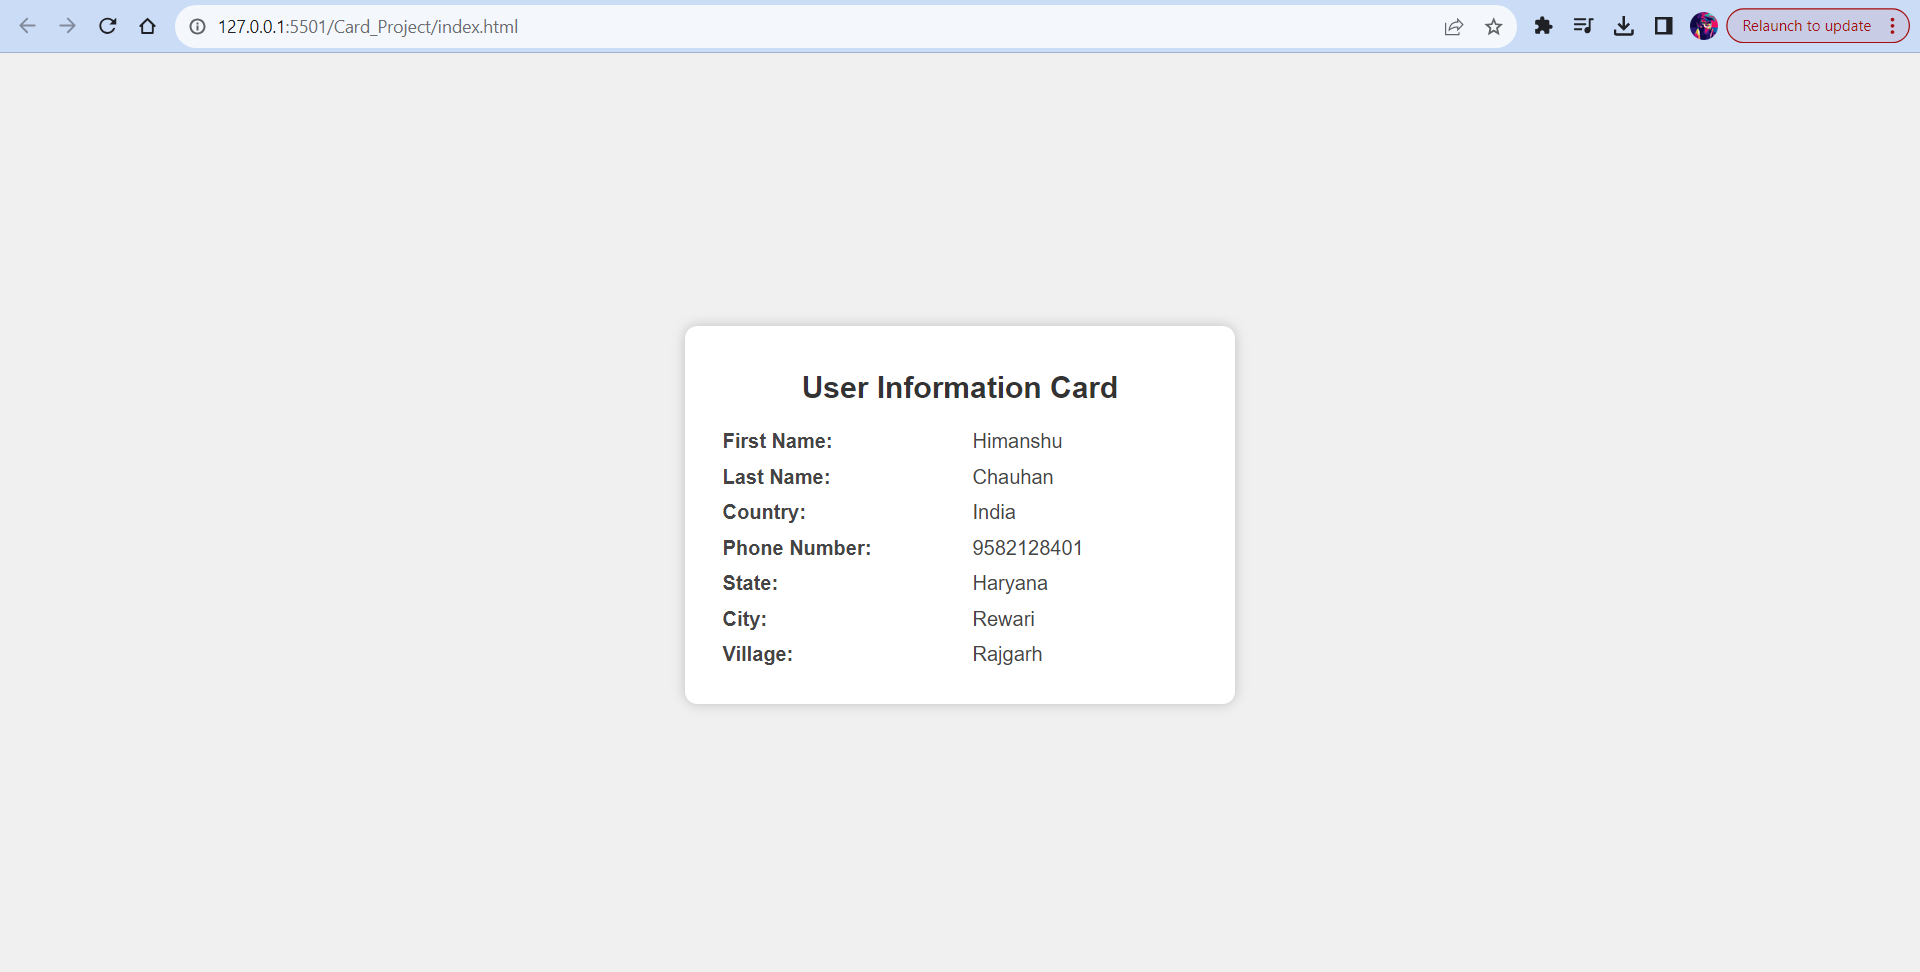 127.0.0.1:5501/Card_Project/index.html
Relaunch to update
User Information Card
First Name: Himanshu
Last Name: Chauhan
Country: India
Phone Number: 9582128401
State: Haryana
City: Rewari
Village: Rajgarh